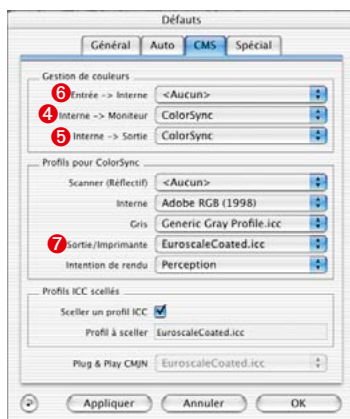 Défauts
Général Auto CMS Spécial
Gestion de couleurs
6 Entrée -> Interne <Aucun>
4 Interne -> Moniteur ColorSync
5 Interne -> Sortie ColorSync
Profils pour ColorSync
Scanner (Réflectif) <Aucun>
Interne Adobe RGB (1998)
Gris Generic Gray Profile.icc
7 Sortie/Imprimante EuroscaleCoated.icc
Intention de rendu Perception
Profils ICC scellés
Sceller un profil ICC
Profil à sceller EuroscaleCoated.icc
Plug & Play CMJN EuroscaleCoated.icc
Appliquer Annuler OK